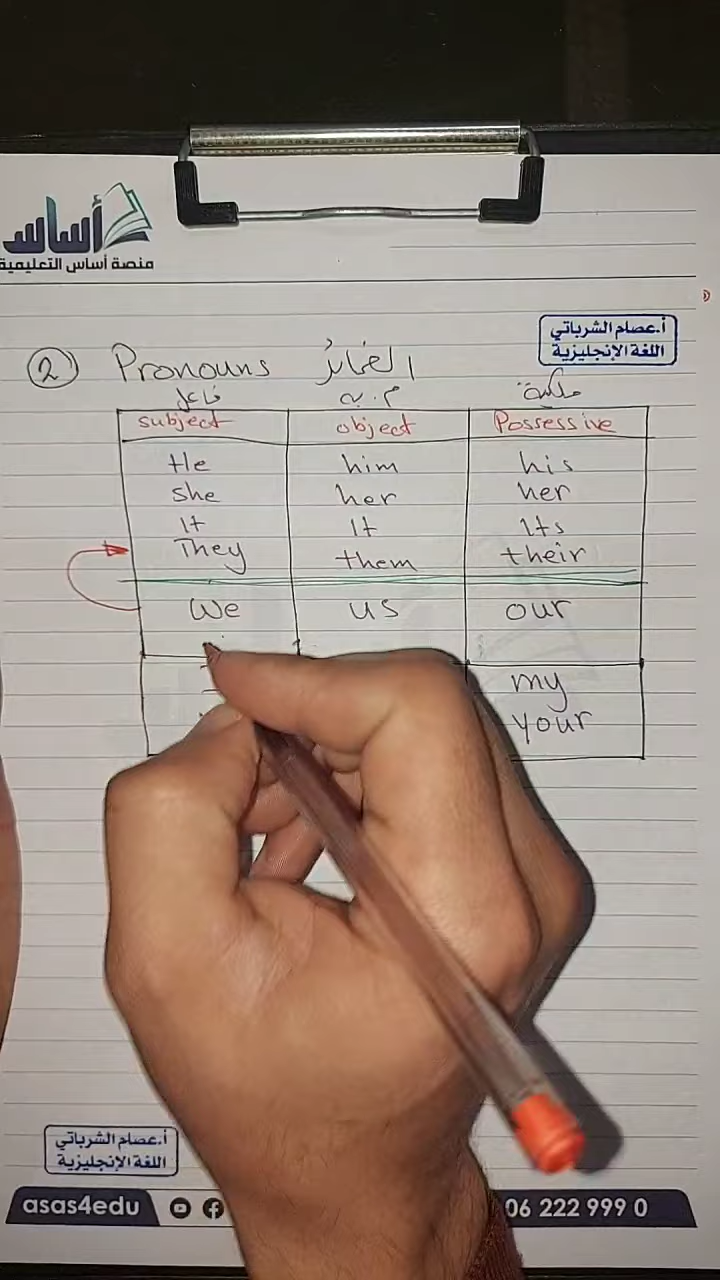 أساس
منصة أساس التعليمية
أ.عصام الشرباتي
اللغة الإنجليزية
② Pronouns الضمائرُ
فاعل م.به ملكية
subject object Possessive
He him his
she her her
It It Its
They them their
we us our
my
your
أ.عصام الشرباتي
اللغة الإنجليزية
asas4edu 06 222 999 0